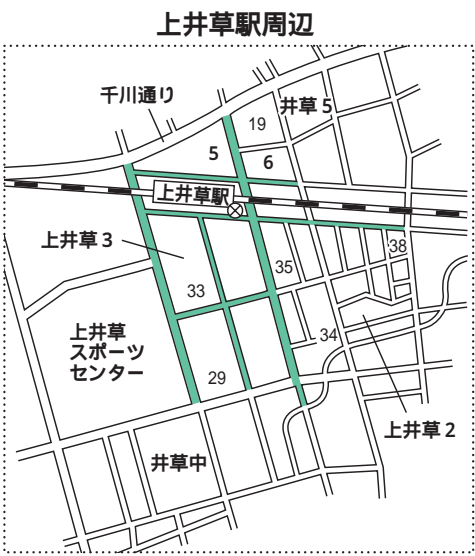 上井草駅周辺
千川通り
19
井草 5
5
6
上井草駅
上井草 3
38
35
33
上井草
スポーツ
センター
34
29
上井草 2
井草中